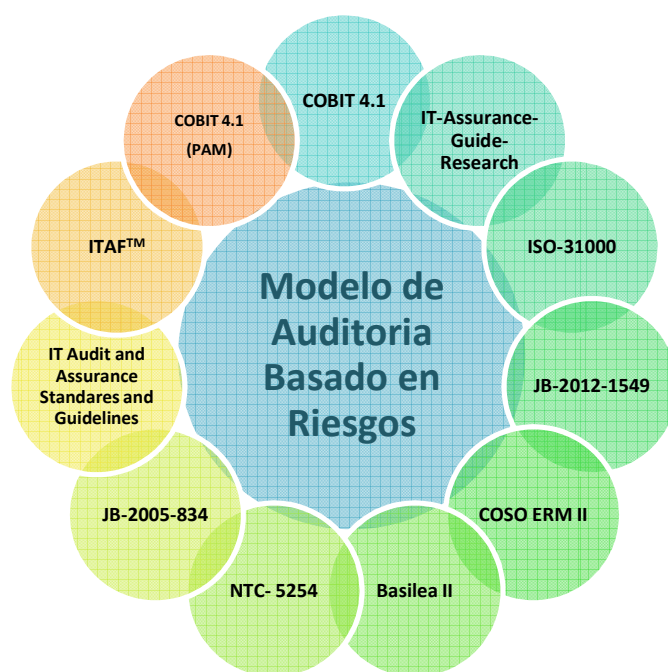 COBIT 4.1
IT-Assurance-
Guide-
Research
ISO-31000
JB-2012-1549
COSO ERM II
Basilea II
NTC- 5254
JB-2005-834
IT Audit and
Assurance
Standares and
Guidelines
ITAF™
COBIT 4.1
(PAM)
Modelo de
Auditoria
Basado en
Riesgos